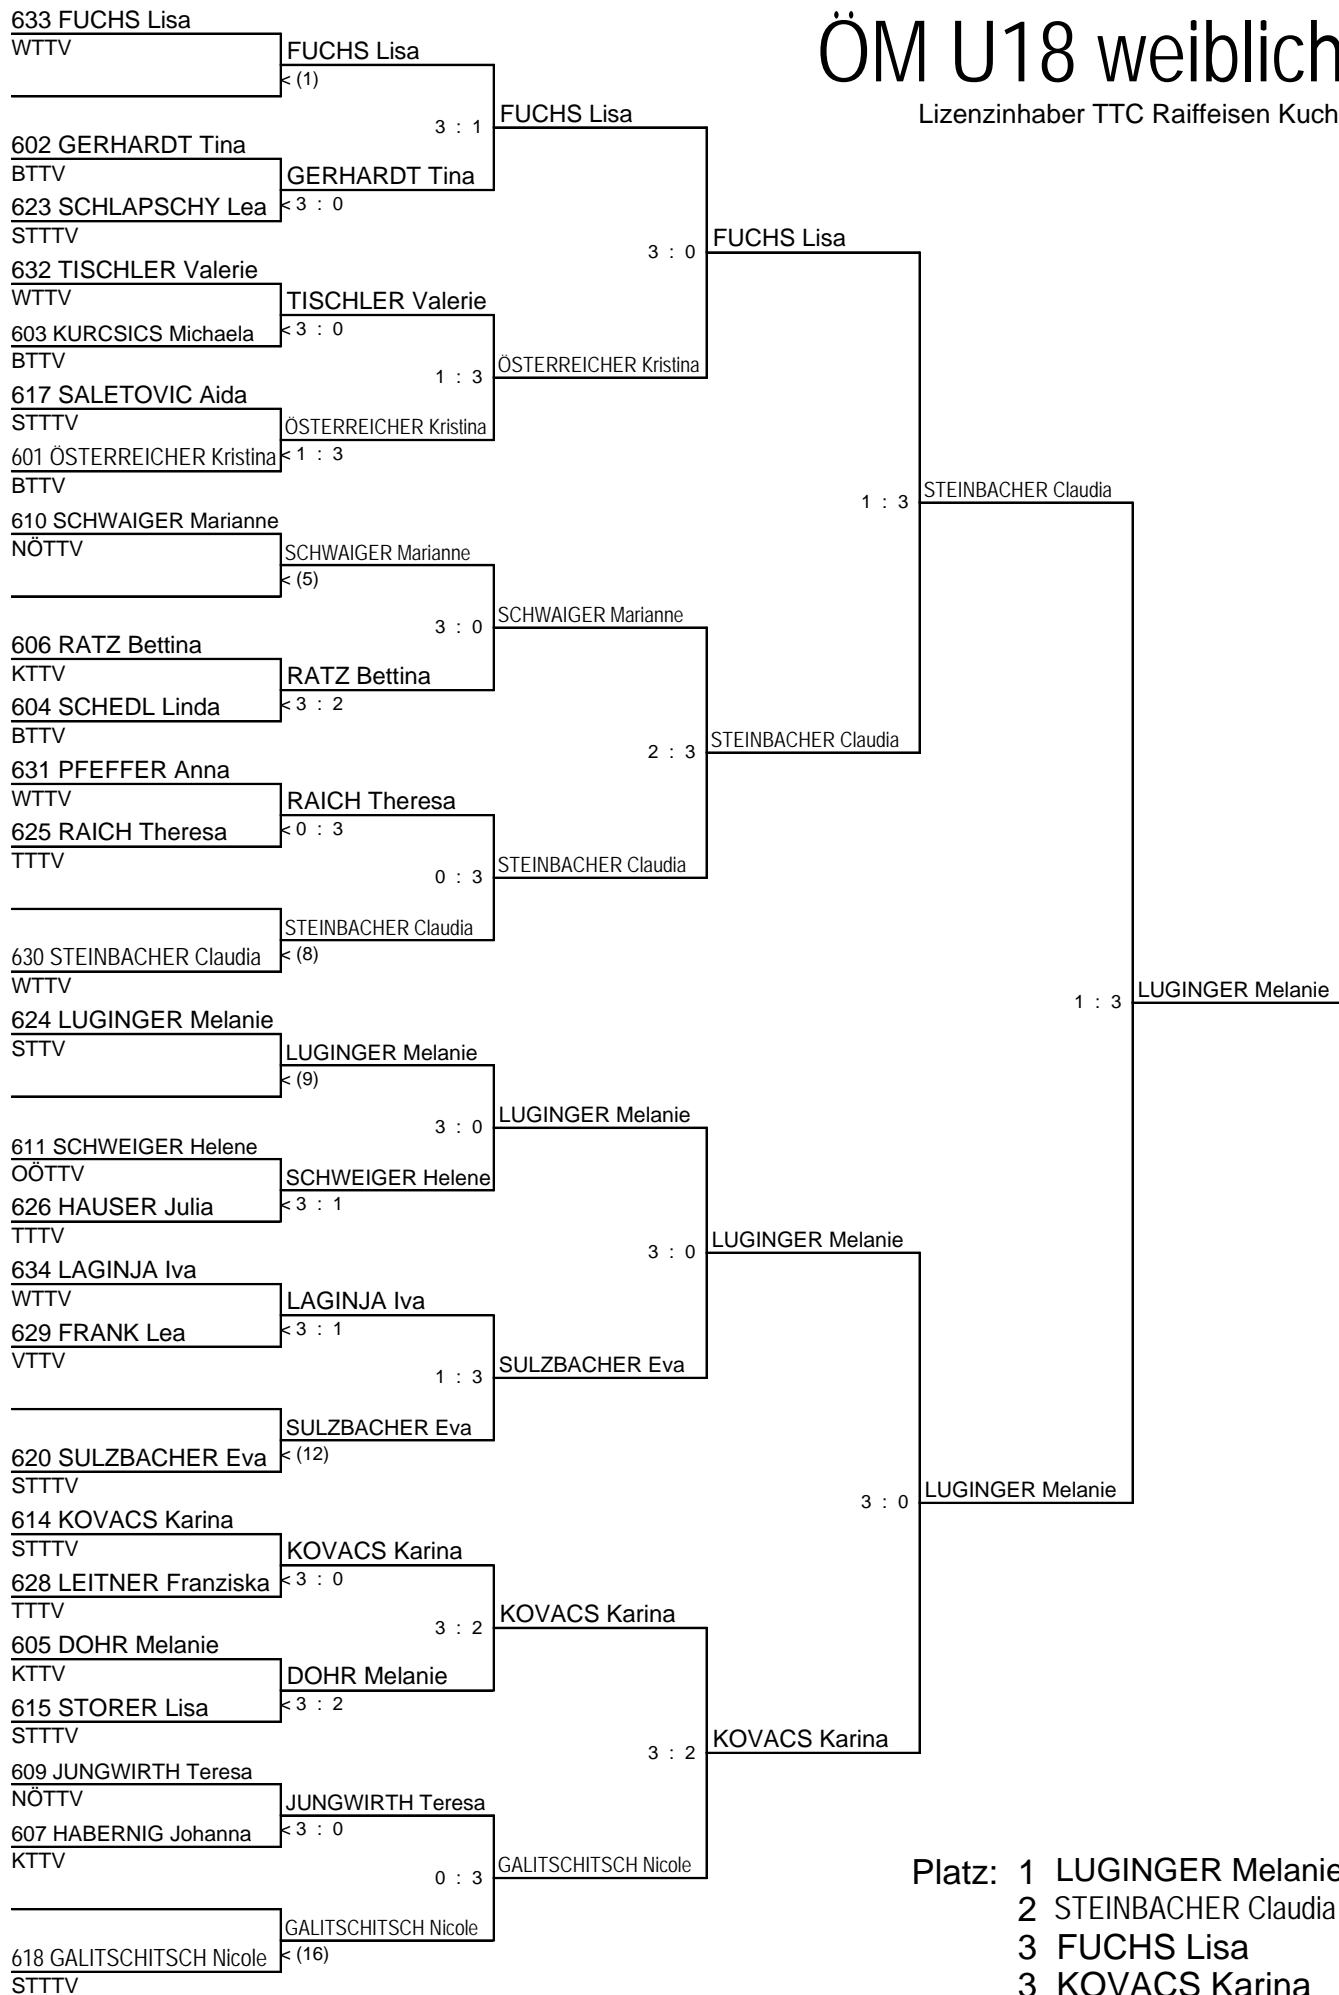 ÖM U18 weiblich
Lizenzinhaber TTC Raiffeisen Kuch
633 FUCHS Lisa
WTTV
FUCHS Lisa
< (1)
3 : 1
FUCHS Lisa
602 GERHARDT Tina
BTTV
GERHARDT Tina
623 SCHLAPSCHY Lea
< 3 : 0
STTTV
3 : 0
FUCHS Lisa
632 TISCHLER Valerie
WTTV
TISCHLER Valerie
603 KURCSICS Michaela
< 3 : 0
BTTV
1 : 3
ÖSTERREICHER Kristina
617 SALETOVIC Aida
STTTV
ÖSTERREICHER Kristina
601 ÖSTERREICHER Kristina
< 1 : 3
BTTV
1 : 3
STEINBACHER Claudia
610 SCHWAIGER Marianne
NÖTTV
SCHWAIGER Marianne
< (5)
3 : 0
SCHWAIGER Marianne
606 RATZ Bettina
KTTV
RATZ Bettina
604 SCHEDL Linda
< 3 : 2
BTTV
2 : 3
STEINBACHER Claudia
631 PFEFFER Anna
WTTV
RAICH Theresa
625 RAICH Theresa
< 0 : 3
TTTV
0 : 3
STEINBACHER Claudia
STEINBACHER Claudia
630 STEINBACHER Claudia
< (8)
WTTV
1 : 3
LUGINGER Melanie
624 LUGINGER Melanie
STTV
LUGINGER Melanie
< (9)
3 : 0
LUGINGER Melanie
611 SCHWEIGER Helene
OÖTTV
SCHWEIGER Helene
626 HAUSER Julia
< 3 : 1
TTTV
3 : 0
LUGINGER Melanie
634 LAGINJA Iva
WTTV
LAGINJA Iva
629 FRANK Lea
< 3 : 1
VTTV
1 : 3
SULZBACHER Eva
SULZBACHER Eva
620 SULZBACHER Eva
< (12)
STTTV
3 : 0
LUGINGER Melanie
614 KOVACS Karina
STTTV
KOVACS Karina
628 LEITNER Franziska
< 3 : 0
TTTV
3 : 2
KOVACS Karina
605 DOHR Melanie
KTTV
DOHR Melanie
615 STORER Lisa
< 3 : 2
STTTV
3 : 2
KOVACS Karina
609 JUNGWIRTH Teresa
NÖTTV
JUNGWIRTH Teresa
607 HABERNIG Johanna
< 3 : 0
KTTV
0 : 3
GALITSCHITSCH Nicole
GALITSCHITSCH Nicole
618 GALITSCHITSCH Nicole
< (16)
STTTV
Platz: 1 LUGINGER Melanie
2 STEINBACHER Claudia
3 FUCHS Lisa
3 KOVACS Karina